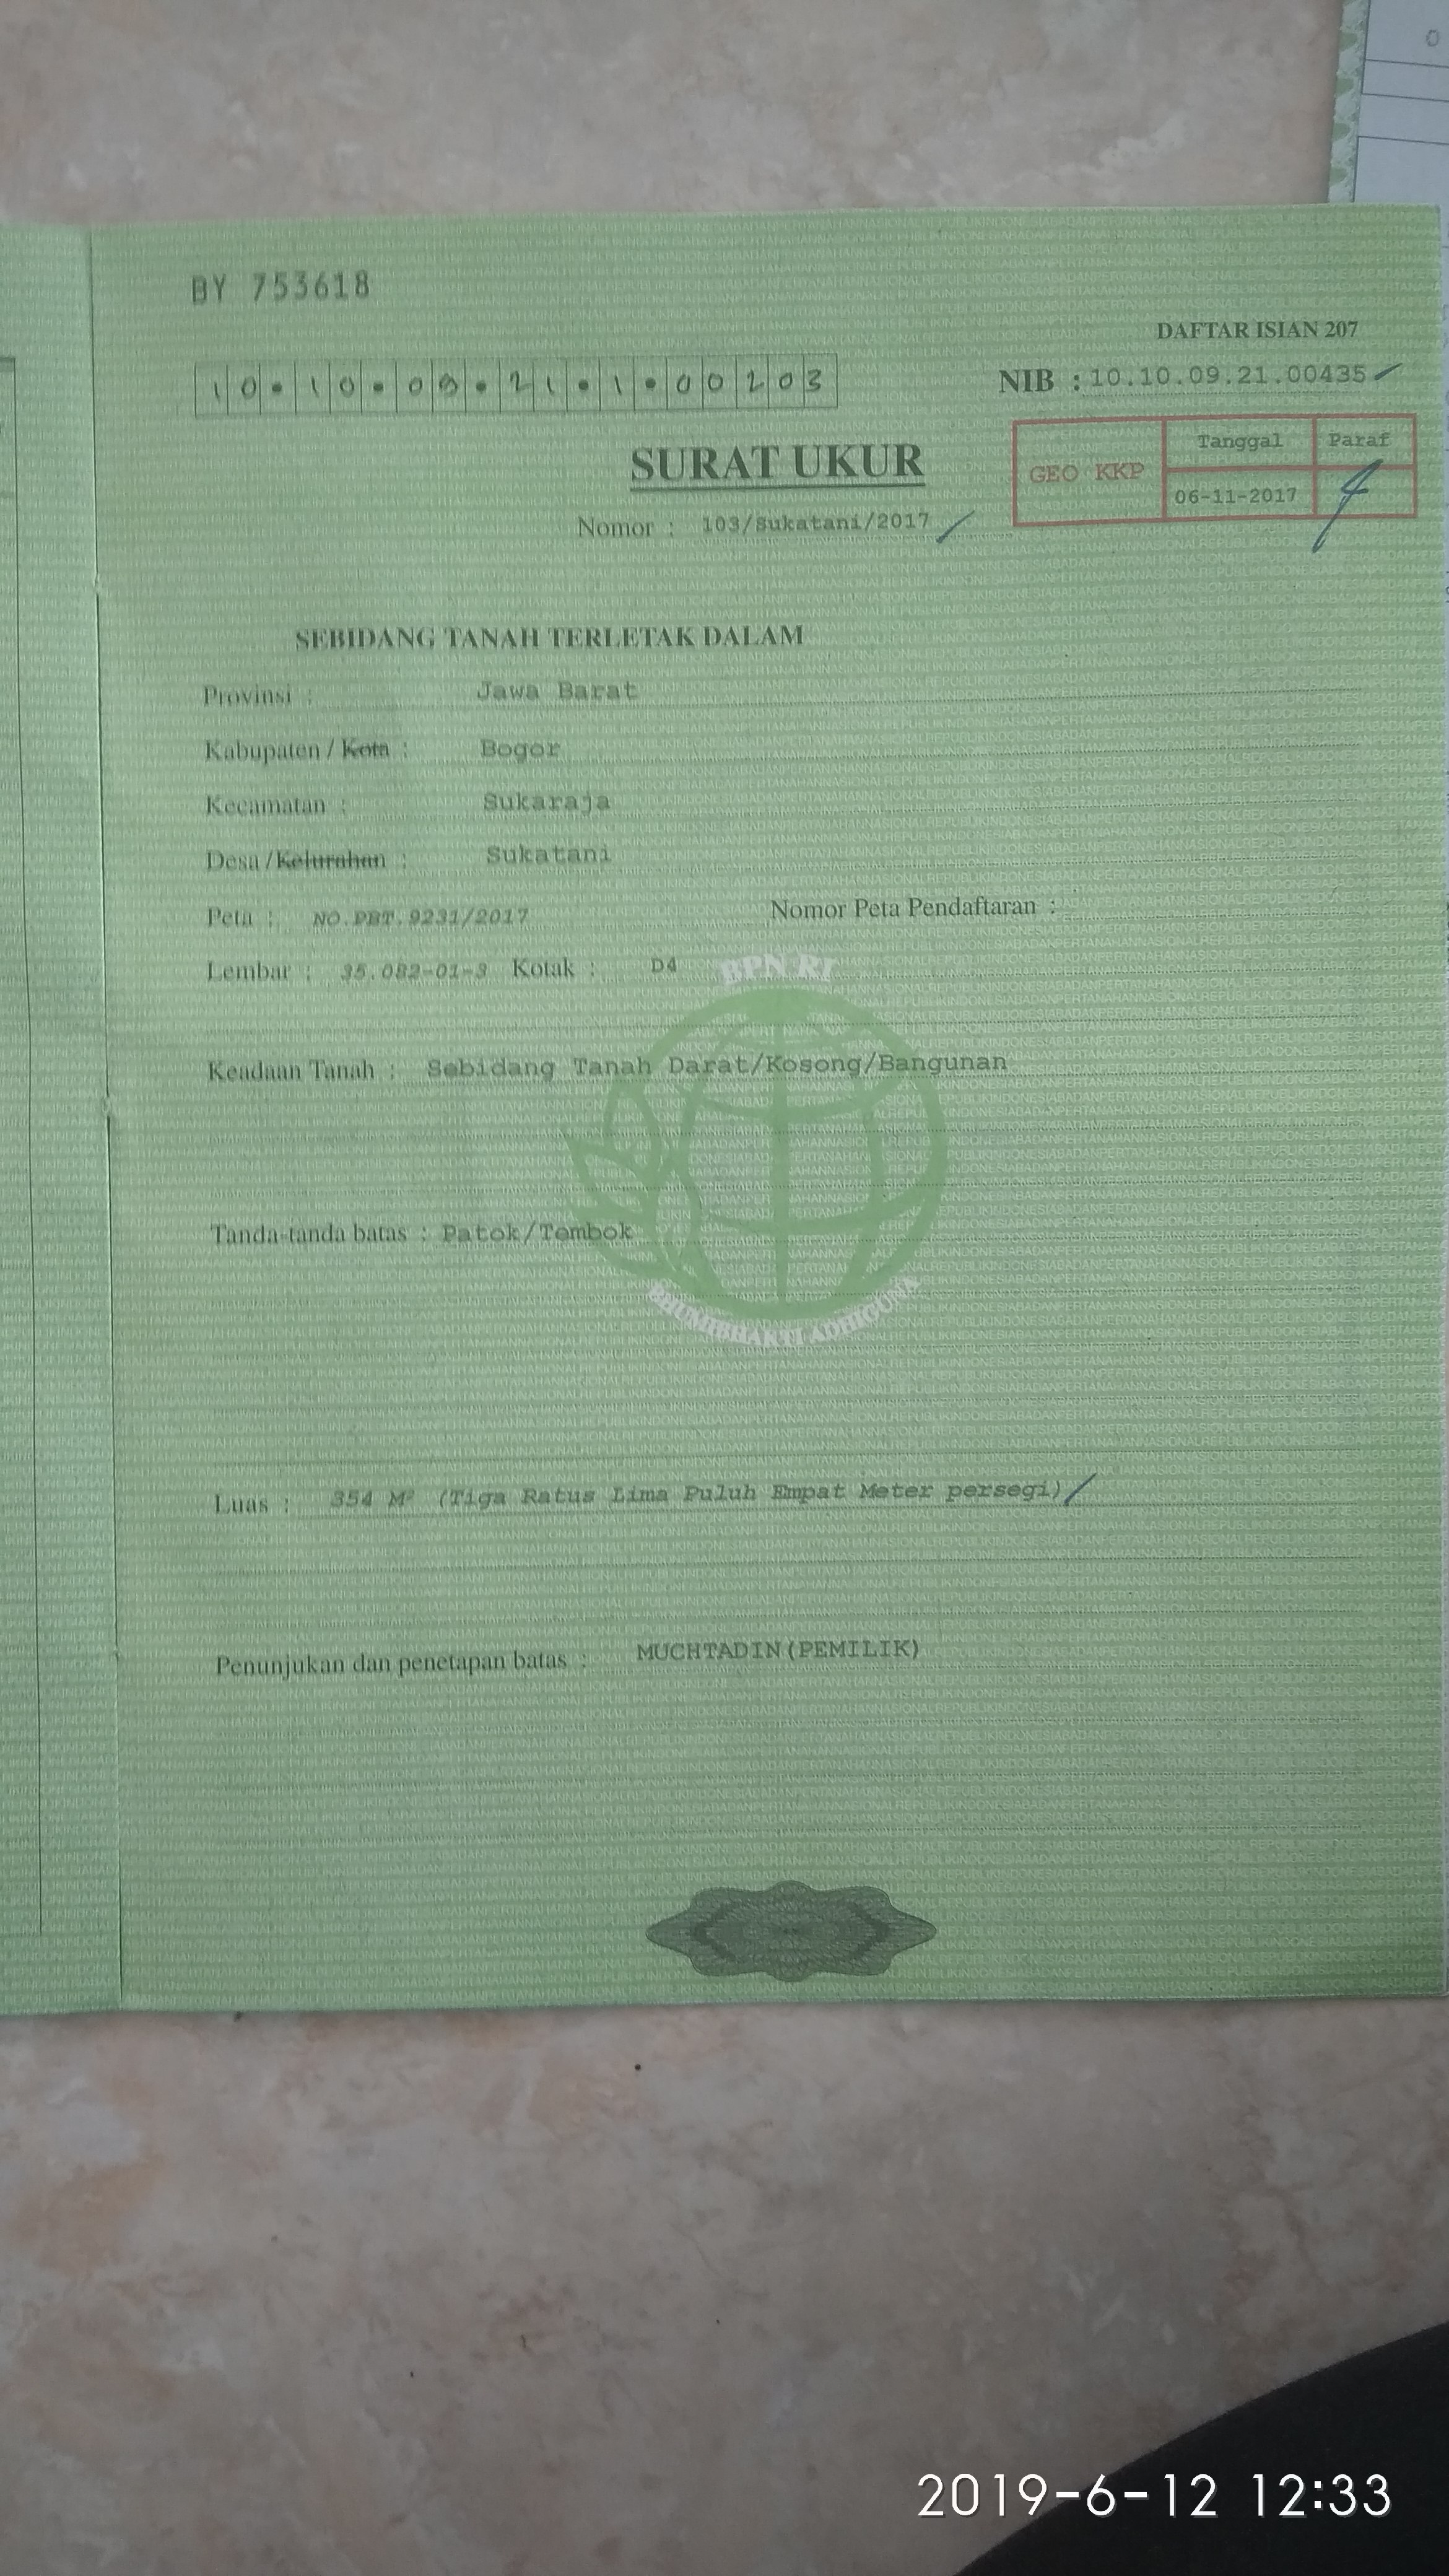 BY 753618
DAFTAR ISIAN 207
10.10.09.21.1.00203
NIB : 10.10.09.21.00435
SURAT UKUR
Nomor : 103/Sukatani/2017
GEO KKP
Tanggal
Paraf
06-11-2017
SEBIDANG TANAH TERLETAK DALAM
Provinsi : Jawa Barat
Kabupaten / Kota : Bogor
Kecamatan : Sukaraja
Desa / Kelurahan : Sukatani
Peta : NO.PBT.9231/2017 Nomor Peta Pendaftaran :
Lembar : 35.082-01-3 Kotak : D4
BPN RI
Keadaan Tanah : Sebidang Tanah Darat/Kosong/Bangunan
Tanda-tanda batas : Patok/Tembok
BHUMIBHAKTI ADHIGUNA
Luas : 354 M² (Tiga Ratus Lima Puluh Empat Meter persegi)
Penunjukan dan penetapan batas : MUCHTADIN(PEMILIK)
2019-6-12 12:33